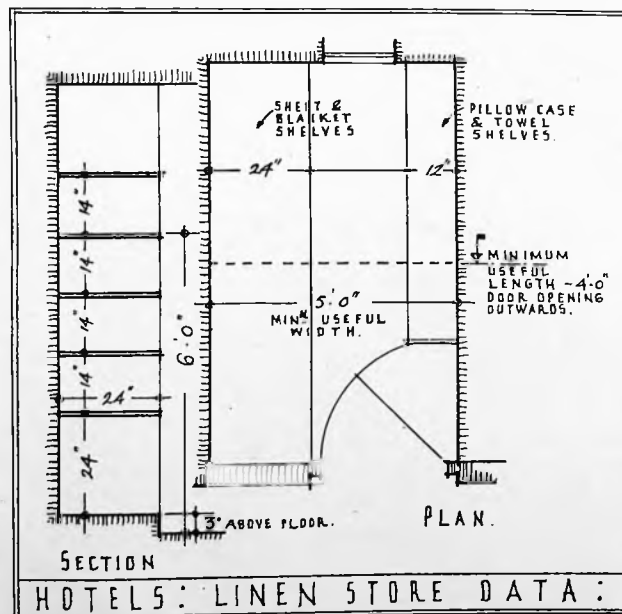 SHEET &
BLANKET
SHELVES
PILLOW CASE
& TOWEL
SHELVES.
24"
12"
14"
14"
14"
14"
24"
24"
6'.0"
MINIMUM
USEFUL
LENGTH ~4'.0"
DOOR OPENING
OUTWARDS.
5'.0"
MINM USEFUL
WIDTH.
3" ABOVE FLOOR.
PLAN.
SECTION
HOTELS: LINEN STORE DATA: